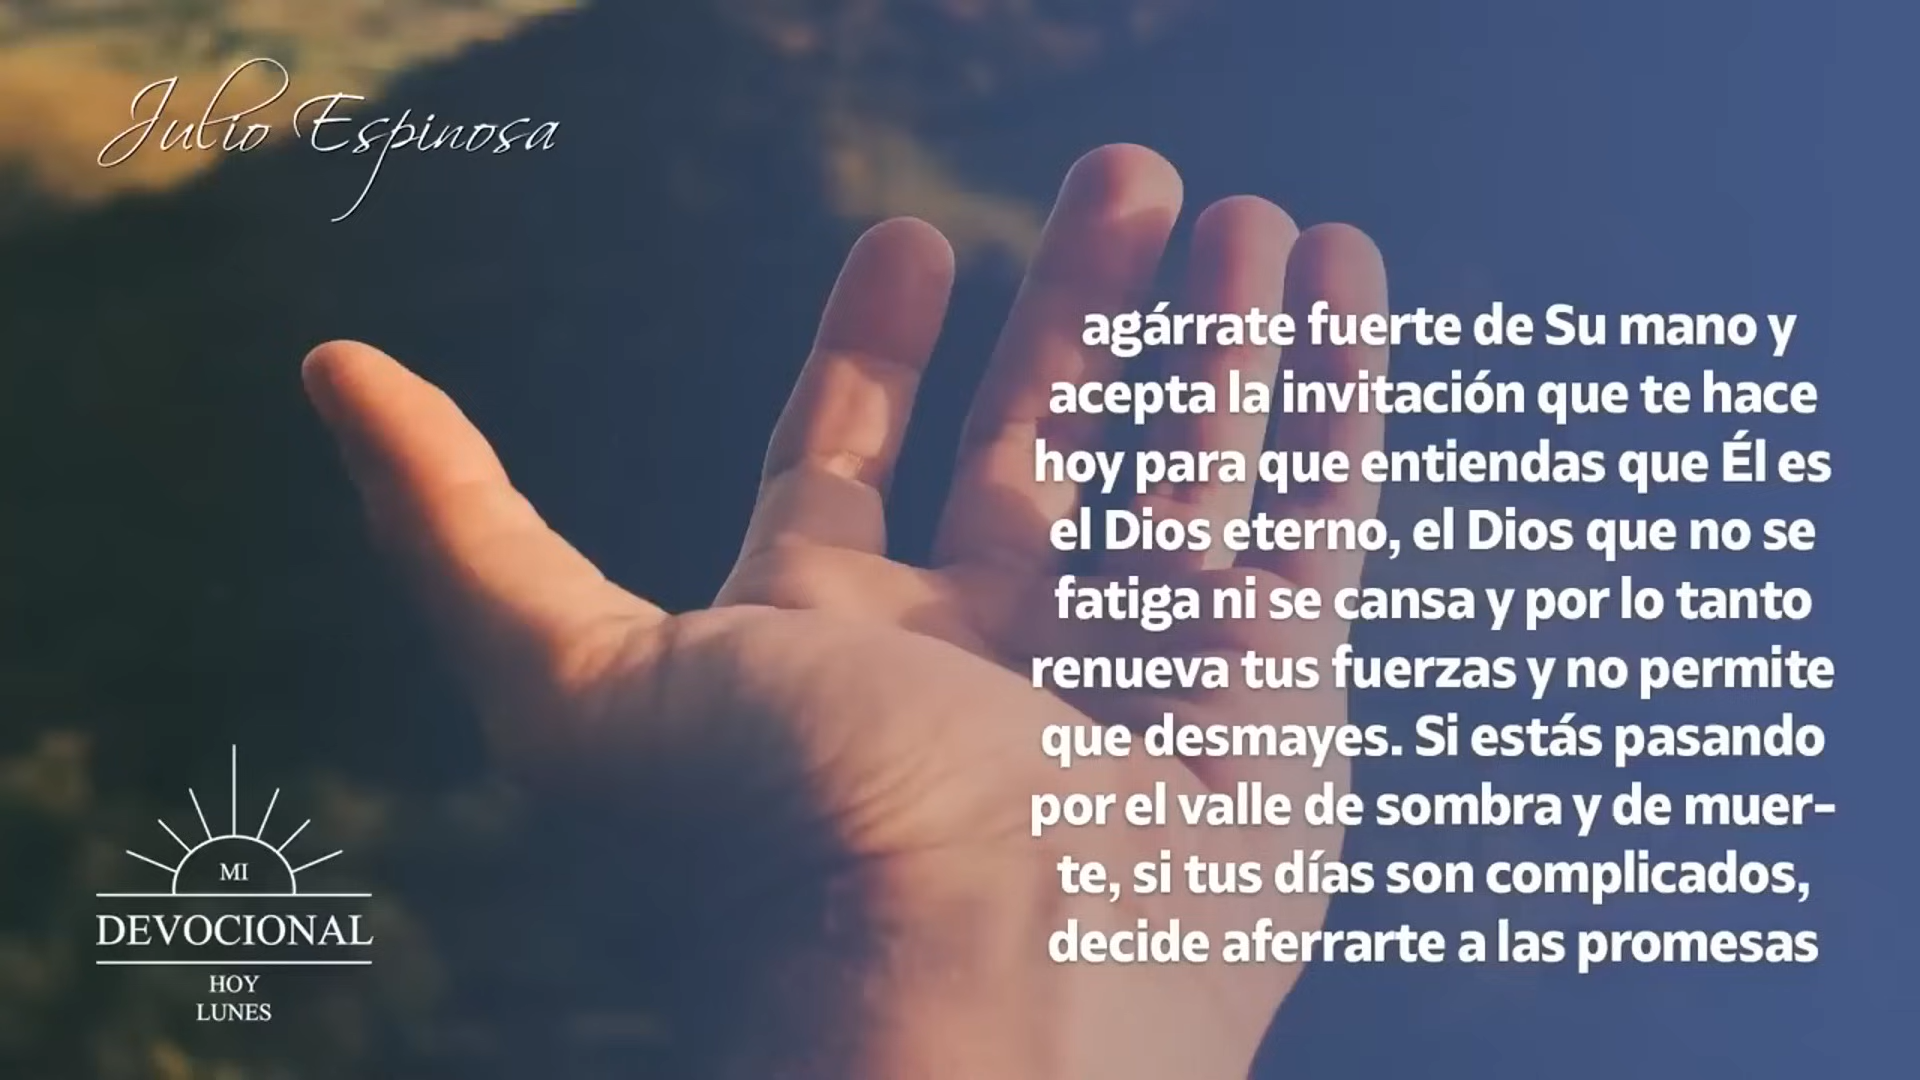 Julio Espinosa
agárrate fuerte de Su mano y
acepta la invitación que te hace
hoy para que entiendas que Él es
el Dios eterno, el Dios que no se
fatiga ni se cansa y por lo tanto
renueva tus fuerzas y no permite
que desmayes. Si estás pasando
por el valle de sombra y de muer-
te, si tus días son complicados,
decide aferrarte a las promesas
MI
DEVOCIONAL
HOY
LUNES